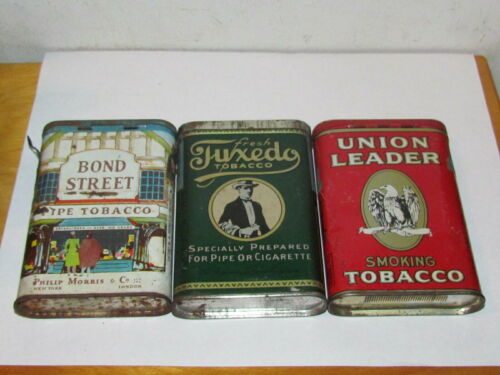 BOND
STREET
PIPE TOBACCO
PHILIP MORRIS & Co.
NEW YORK LONDON
fresh
Tuxedo
TOBACCO
SPECIALLY PREPARED
FOR PIPE OR CIGARETTE
UNION
LEADER
SMOKING
TOBACCO